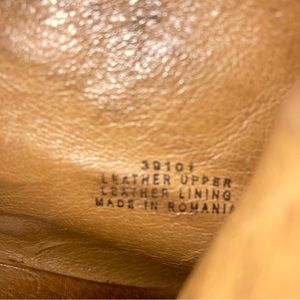 39101
LEATHER UPPER
LEATHER LINING
MADE IN ROMANIA